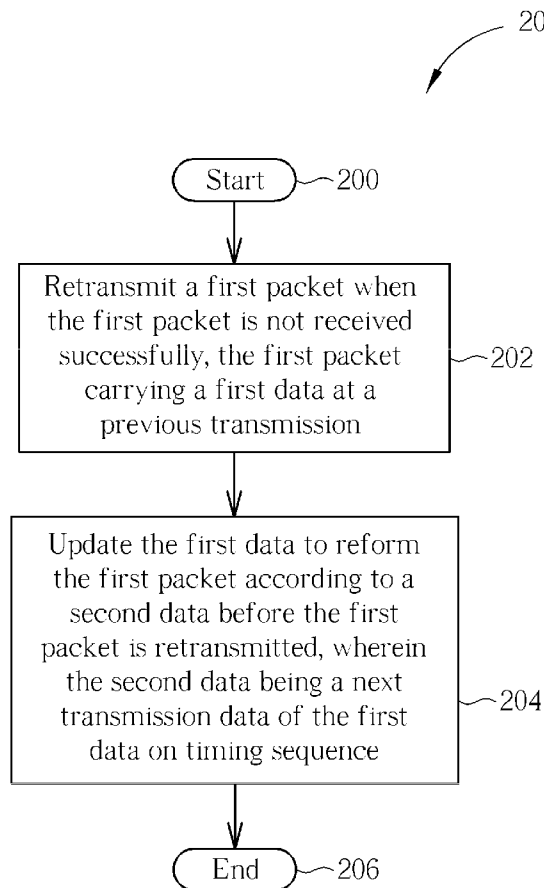 20
Start
200
Retransmit a first packet when
the first packet is not received
successfully, the first packet
carrying a first data at a
previous transmission
202
Update the first data to reform
the first packet according to a
second data before the first
packet is retransmitted, wherein
the second data being a next
transmission data of the first
data on timing sequence
204
End
206